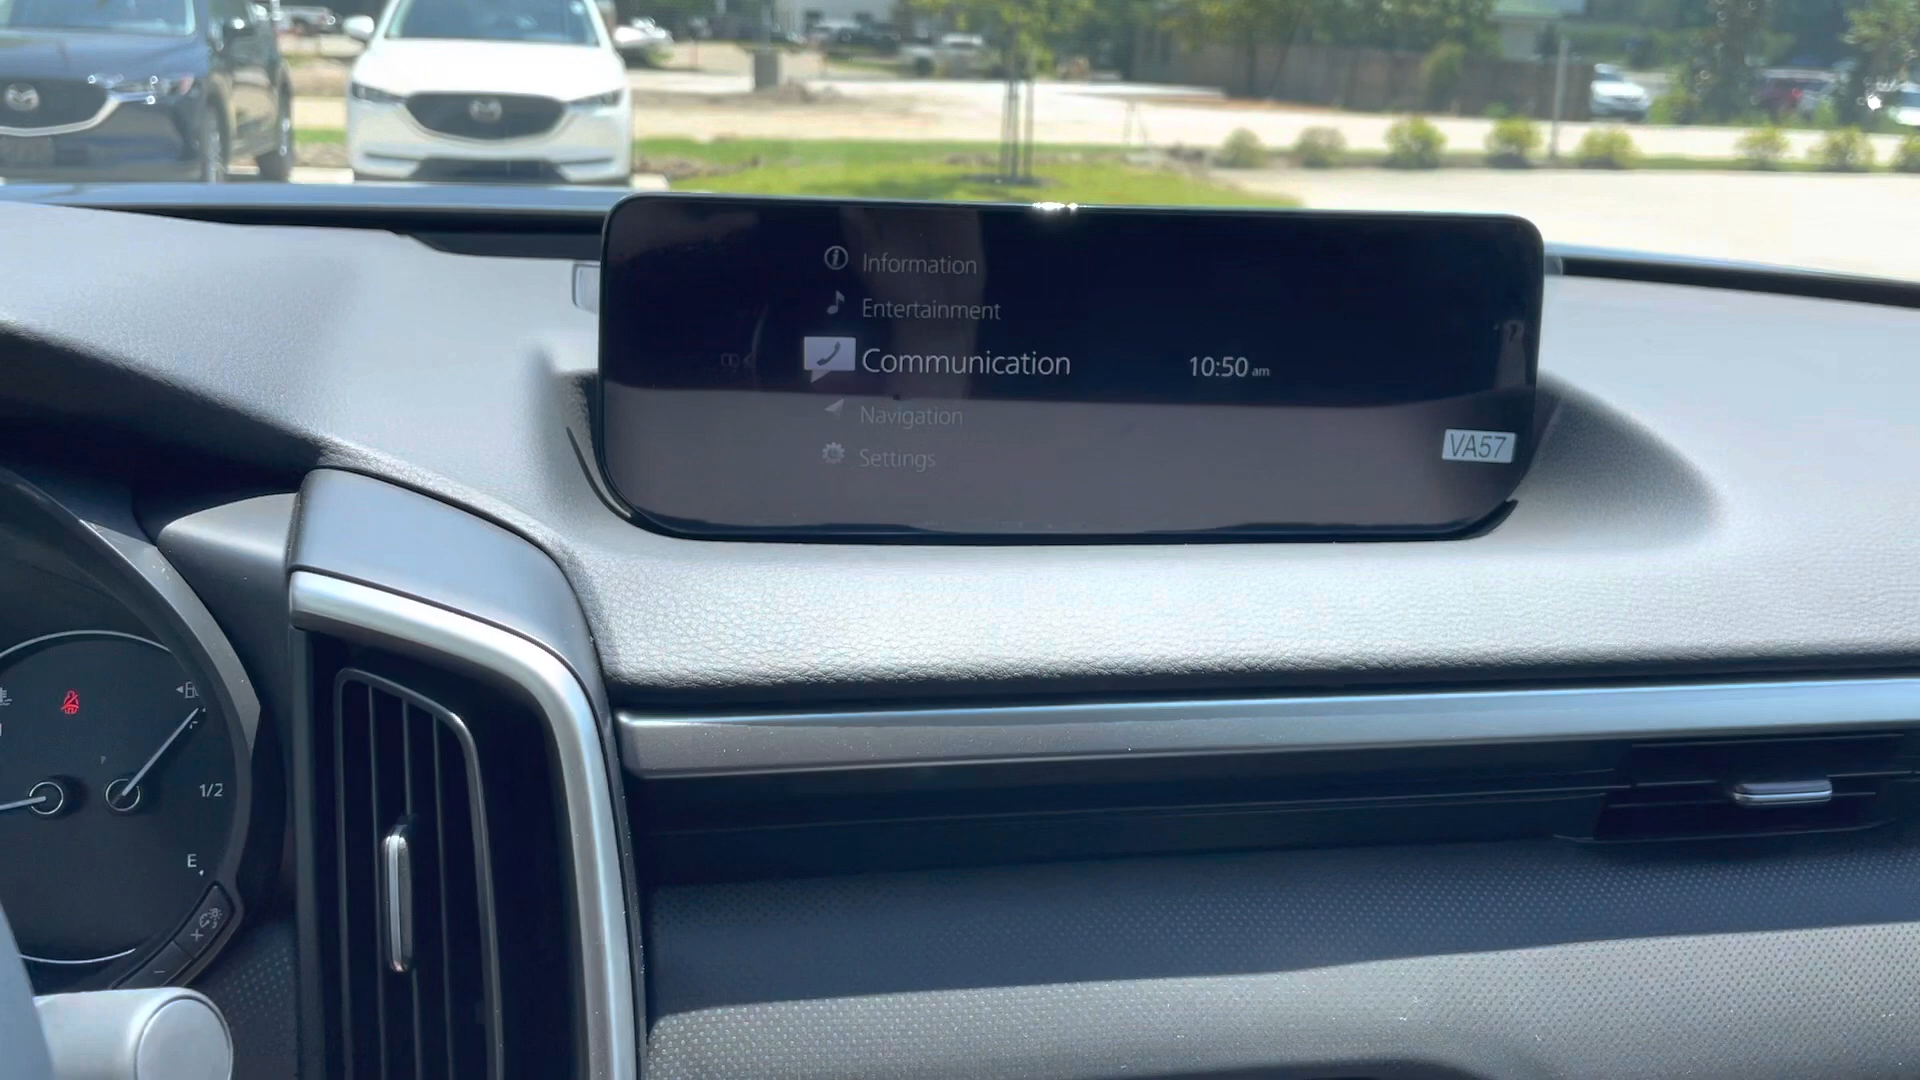 Information
Entertainment
Communication
10:50 am
Navigation
Settings
VA57
1/2
E